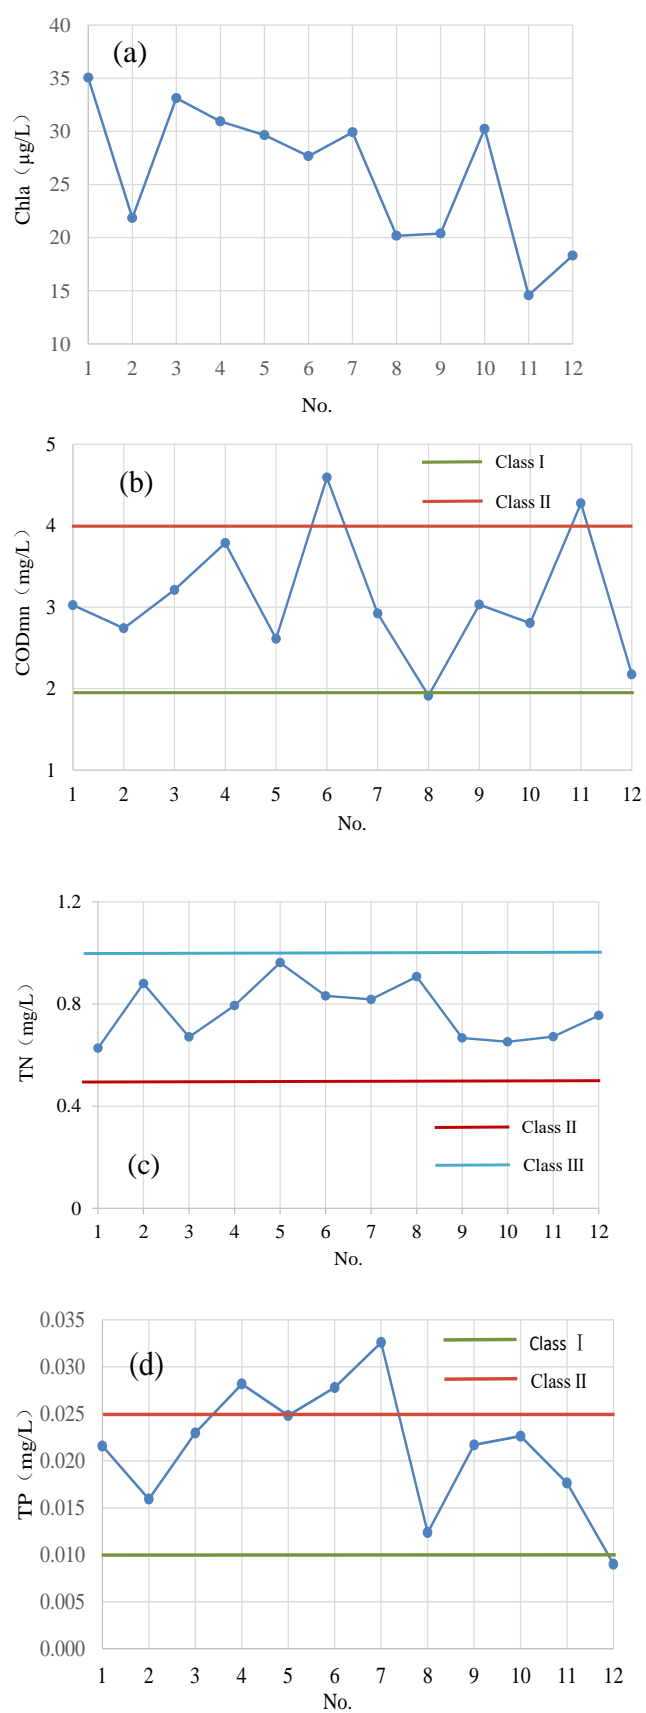 (a)
Chla（μg/L）
40
35
30
25
20
15
10
1 2 3 4 5 6 7 8 9 10 11 12
No.
(b)
CODmn（mg/L）
Class I
Class II
5
4
3
2
1
1 2 3 4 5 6 7 8 9 10 11 12
No.
TN（mg/L）
1.2
0.8
0.4
0
Class II
Class III
(c)
1 2 3 4 5 6 7 8 9 10 11 12
No.
(d)
TP（mg/L）
Class Ⅰ
Class II
0.035
0.030
0.025
0.020
0.015
0.010
0.005
0.000
1 2 3 4 5 6 7 8 9 10 11 12
No.